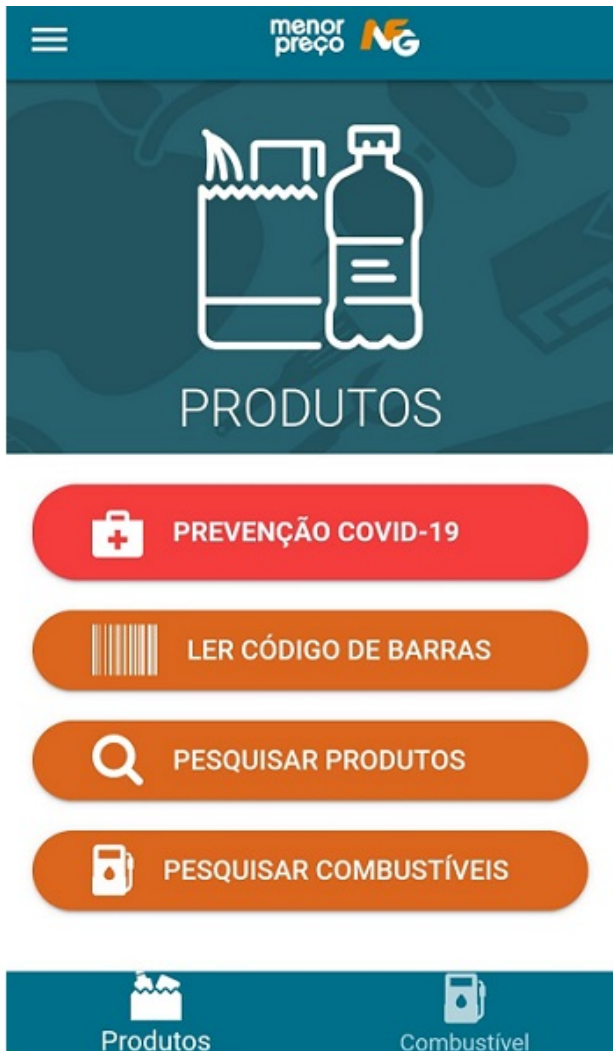 menor
preço NFG
PRODUTOS
PREVENÇÃO COVID-19
LER CÓDIGO DE BARRAS
PESQUISAR PRODUTOS
PESQUISAR COMBUSTÍVEIS
Produtos
Combustível